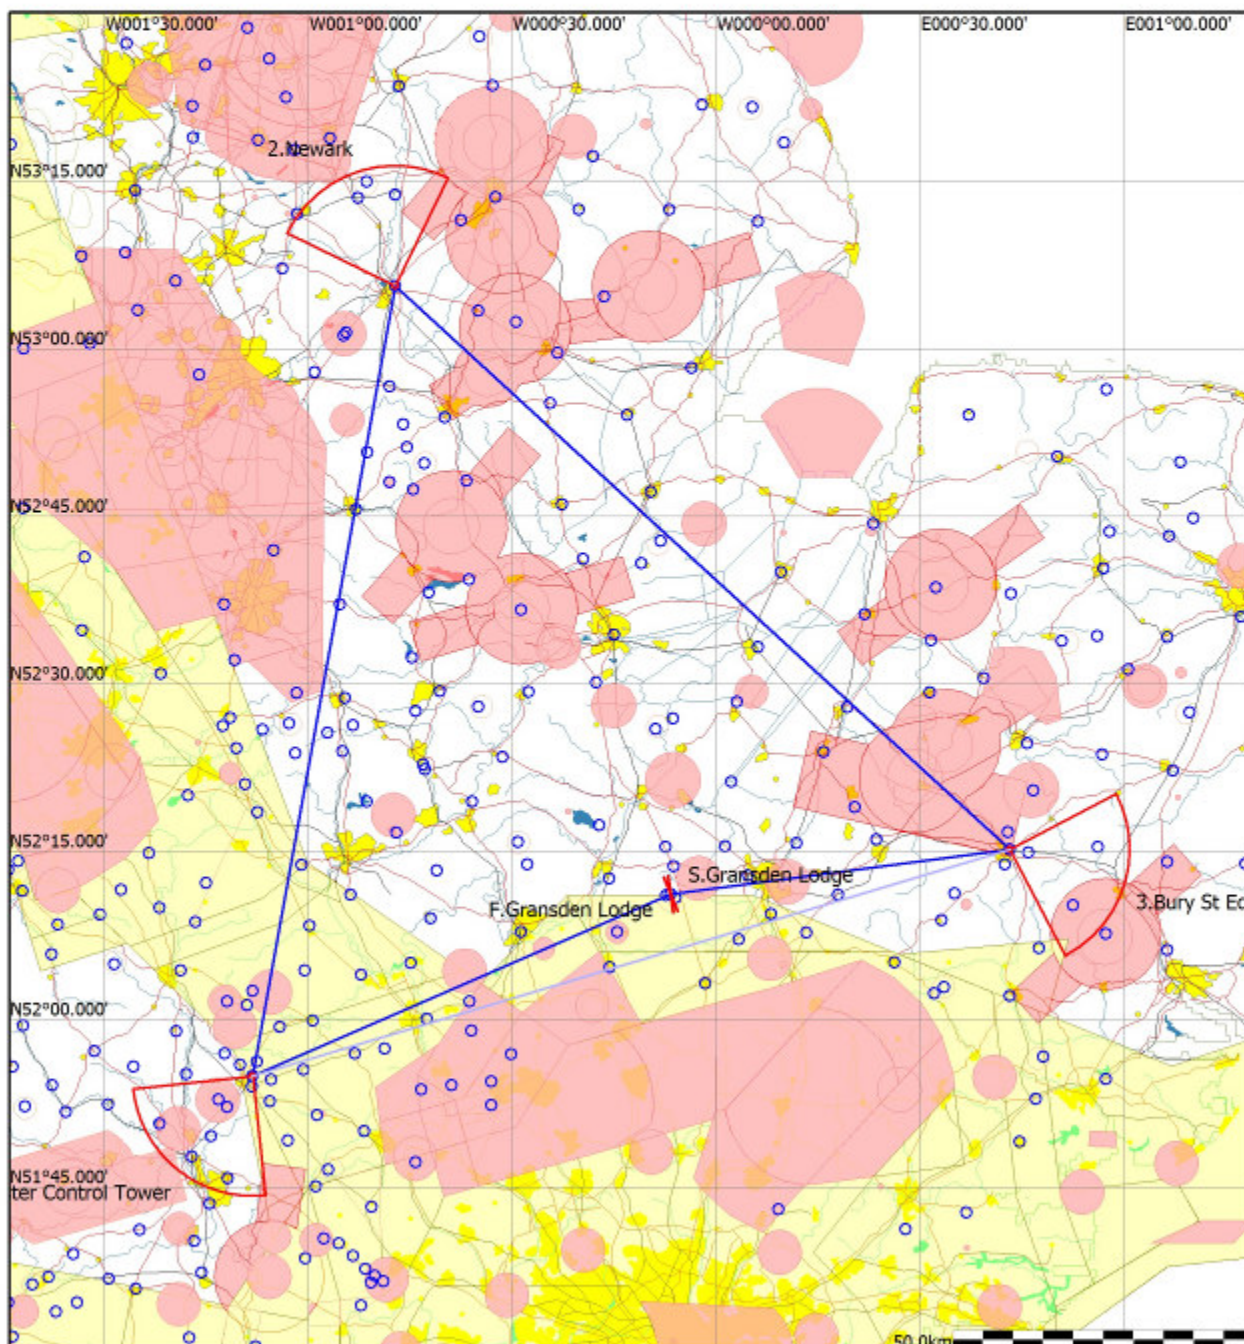 W001°30.000' W001°00.000' W000°30.000' W000°00.000' E000°30.000' E001°00.000'
2.Newark
N53°15.000'
N53°00.000'
N52°45.000'
N52°30.000'
N52°15.000'
S.Gransden Lodge
F.Gransden Lodge
3.Bury St Ed
N52°00.000'
N51°45.000'
ter Control Tower
50.0km